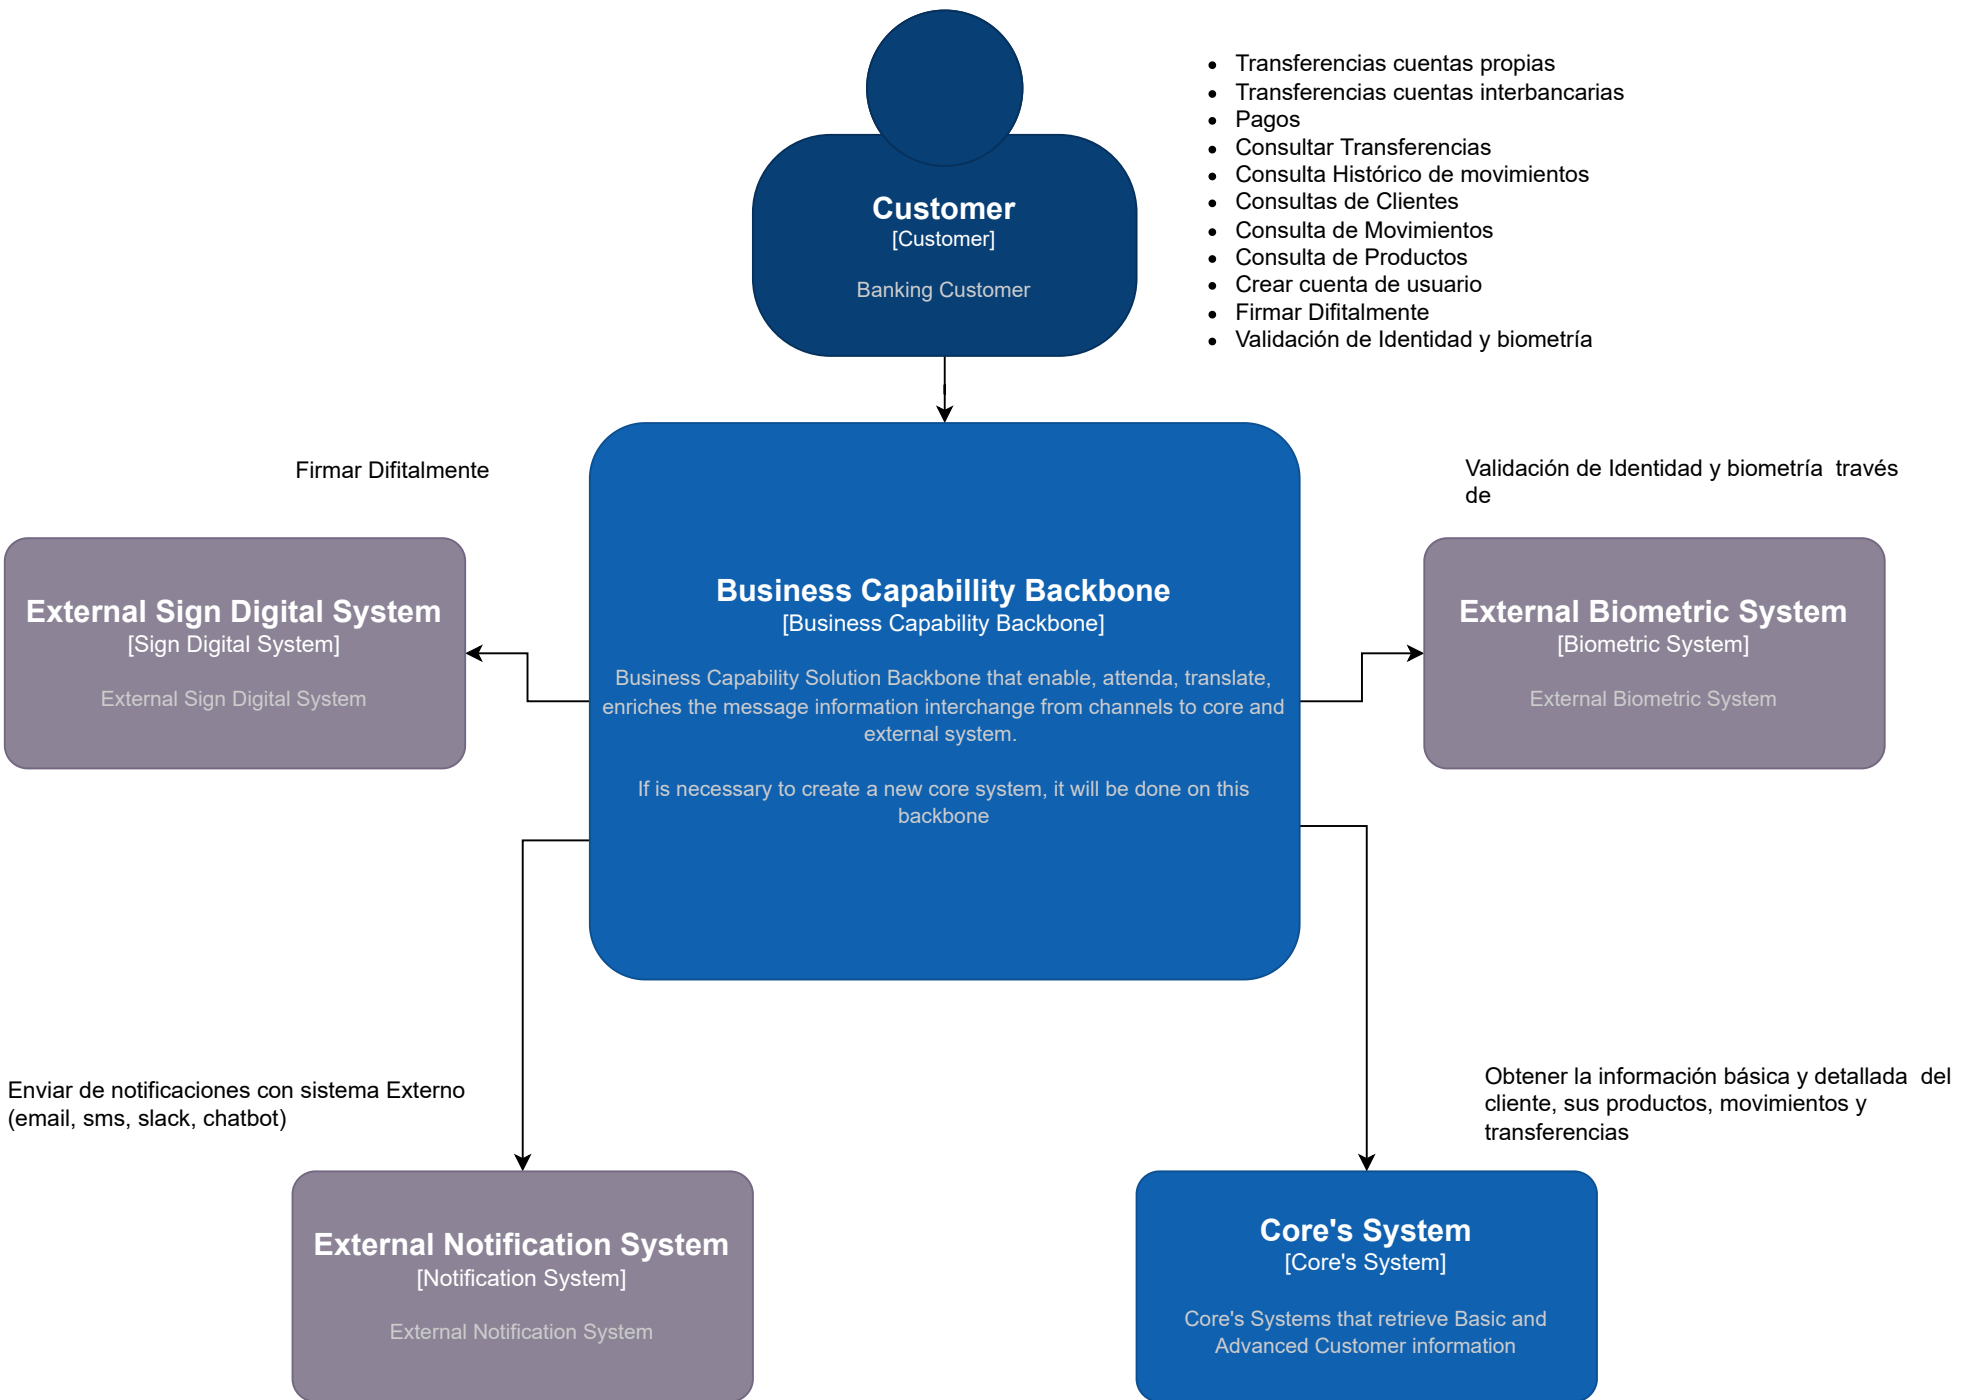 Transferencias cuentas propias
Transferencias cuentas interbancarias
Pagos
Consultar Transferencias
Consulta Histórico de movimientos
Consultas de Clientes
Consulta de Movimientos
Consulta de Productos
Crear cuenta de usuario
Firmar Difitalmente
Validación de Identidad y biometría
Customer
[Customer]
Banking Customer
Firmar Difitalmente
Validación de Identidad y biometría  través
de
External Sign Digital System
[Sign Digital System]
External Sign Digital System
Business Capabillity Backbone
[Business Capability Backbone]
Business Capability Solution Backbone that enable, attenda, translate,
enriches the message information interchange from channels to core and
external system.
If is necessary to create a new core system, it will be done on this
backbone
External Biometric System
[Biometric System]
External Biometric System
Enviar de notificaciones con sistema Externo
(email, sms, slack, chatbot)
Obtener la información básica y detallada  del
cliente, sus productos, movimientos y
transferencias
External Notification System
[Notification System]
External Notification System
Core's System
[Core's System]
Core's Systems that retrieve Basic and
Advanced Customer information